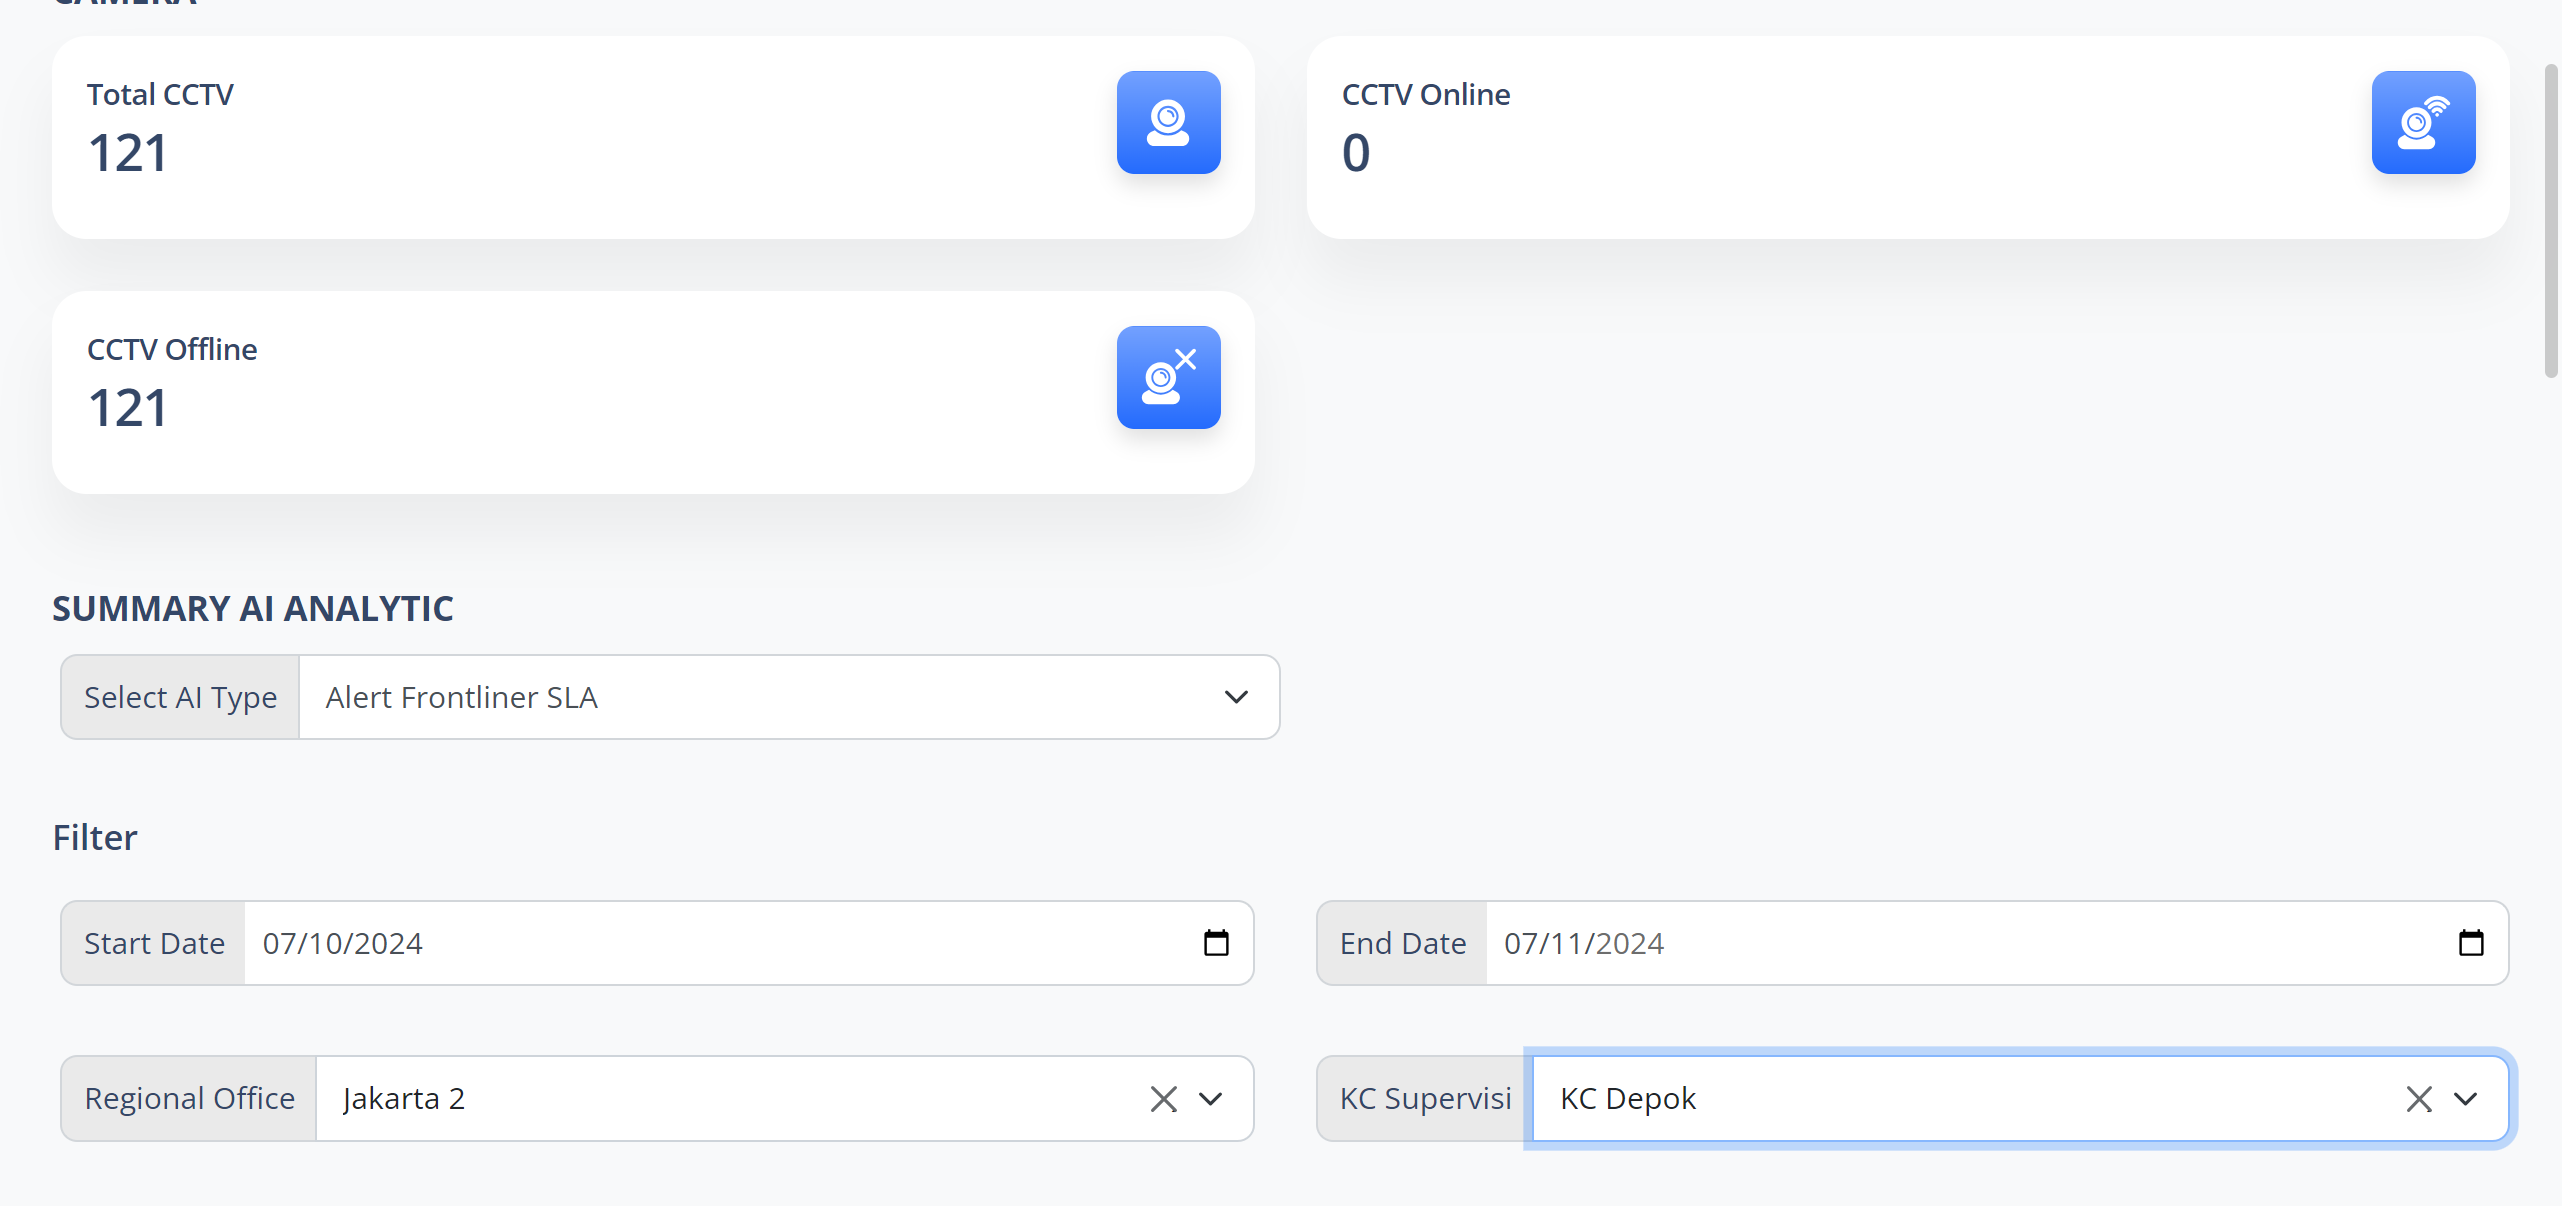 CAMERA
Total CCTV
121
CCTV Online
0
CCTV Offline
121
SUMMARY AI ANALYTIC
Select AI Type
Alert Frontliner SLA
Filter
Start Date
07/10/2024
End Date
07/11/2024
Regional Office
Jakarta 2
KC Supervisi
KC Depok